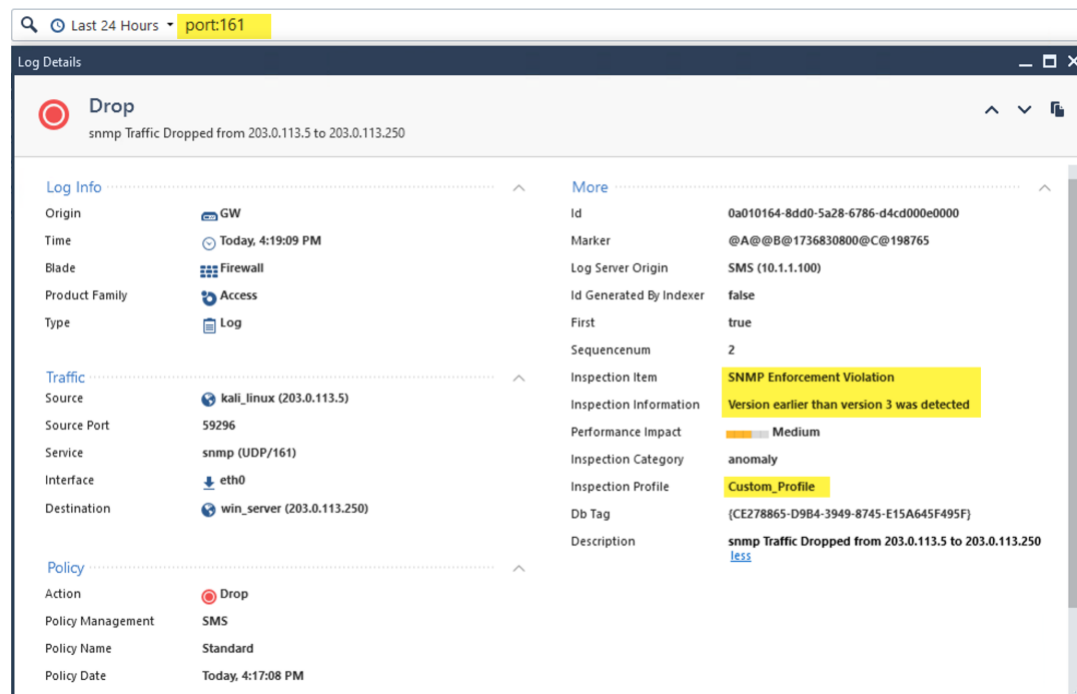 Last 24 Hours port:161
Log Details
Drop
snmp Traffic Dropped from 203.0.113.5 to 203.0.113.250
Log Info
Origin GW
Time Today, 4:19:09 PM
Blade Firewall
Product Family Access
Type Log
Traffic
Source kali_linux (203.0.113.5)
Source Port 59296
Service snmp (UDP/161)
Interface eth0
Destination win_server (203.0.113.250)
Policy
Action Drop
Policy Management SMS
Policy Name Standard
Policy Date Today, 4:17:08 PM
More
Id 0a010164-8dd0-5a28-6786-d4cd000e0000
Marker @A@@B@1736830800@C@198765
Log Server Origin SMS (10.1.1.100)
Id Generated By Indexer false
First true
Sequencenum 2
Inspection Item SNMP Enforcement Violation
Inspection Information Version earlier than version 3 was detected
Performance Impact Medium
Inspection Category anomaly
Inspection Profile Custom_Profile
Db Tag {CE278865-D9B4-3949-8745-E15A645F495F}
Description snmp Traffic Dropped from 203.0.113.5 to 203.0.113.250
less